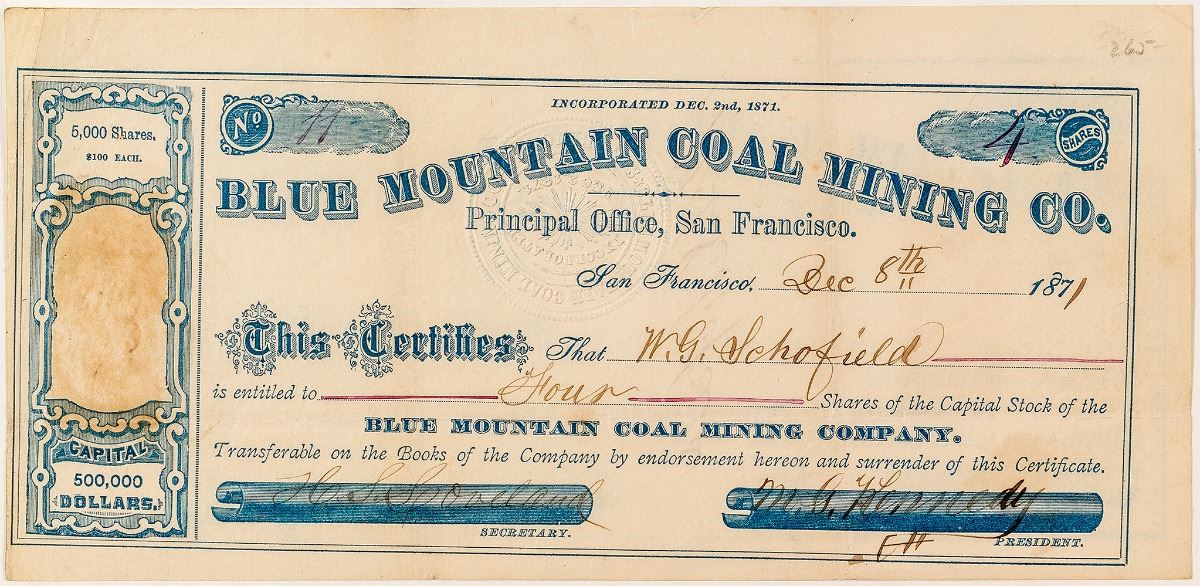 265-
INCORPORATED DEC. 2nd, 1871.
No 11
4 SHARES
5,000 Shares.
$100 EACH.
BLUE MOUNTAIN COAL MINING CO.
Principal Office, San Francisco.
San Francisco, Dec 8th 1871
This Certifies That W. G. Schofield
is entitled to Four Shares of the Capital Stock of the
BLUE MOUNTAIN COAL MINING COMPANY.
Transferable on the Books of the Company by endorsement hereon and surrender of this Certificate.
CAPITAL
500,000
DOLLARS.
Kennedy
SECRETARY.
PRESIDENT.